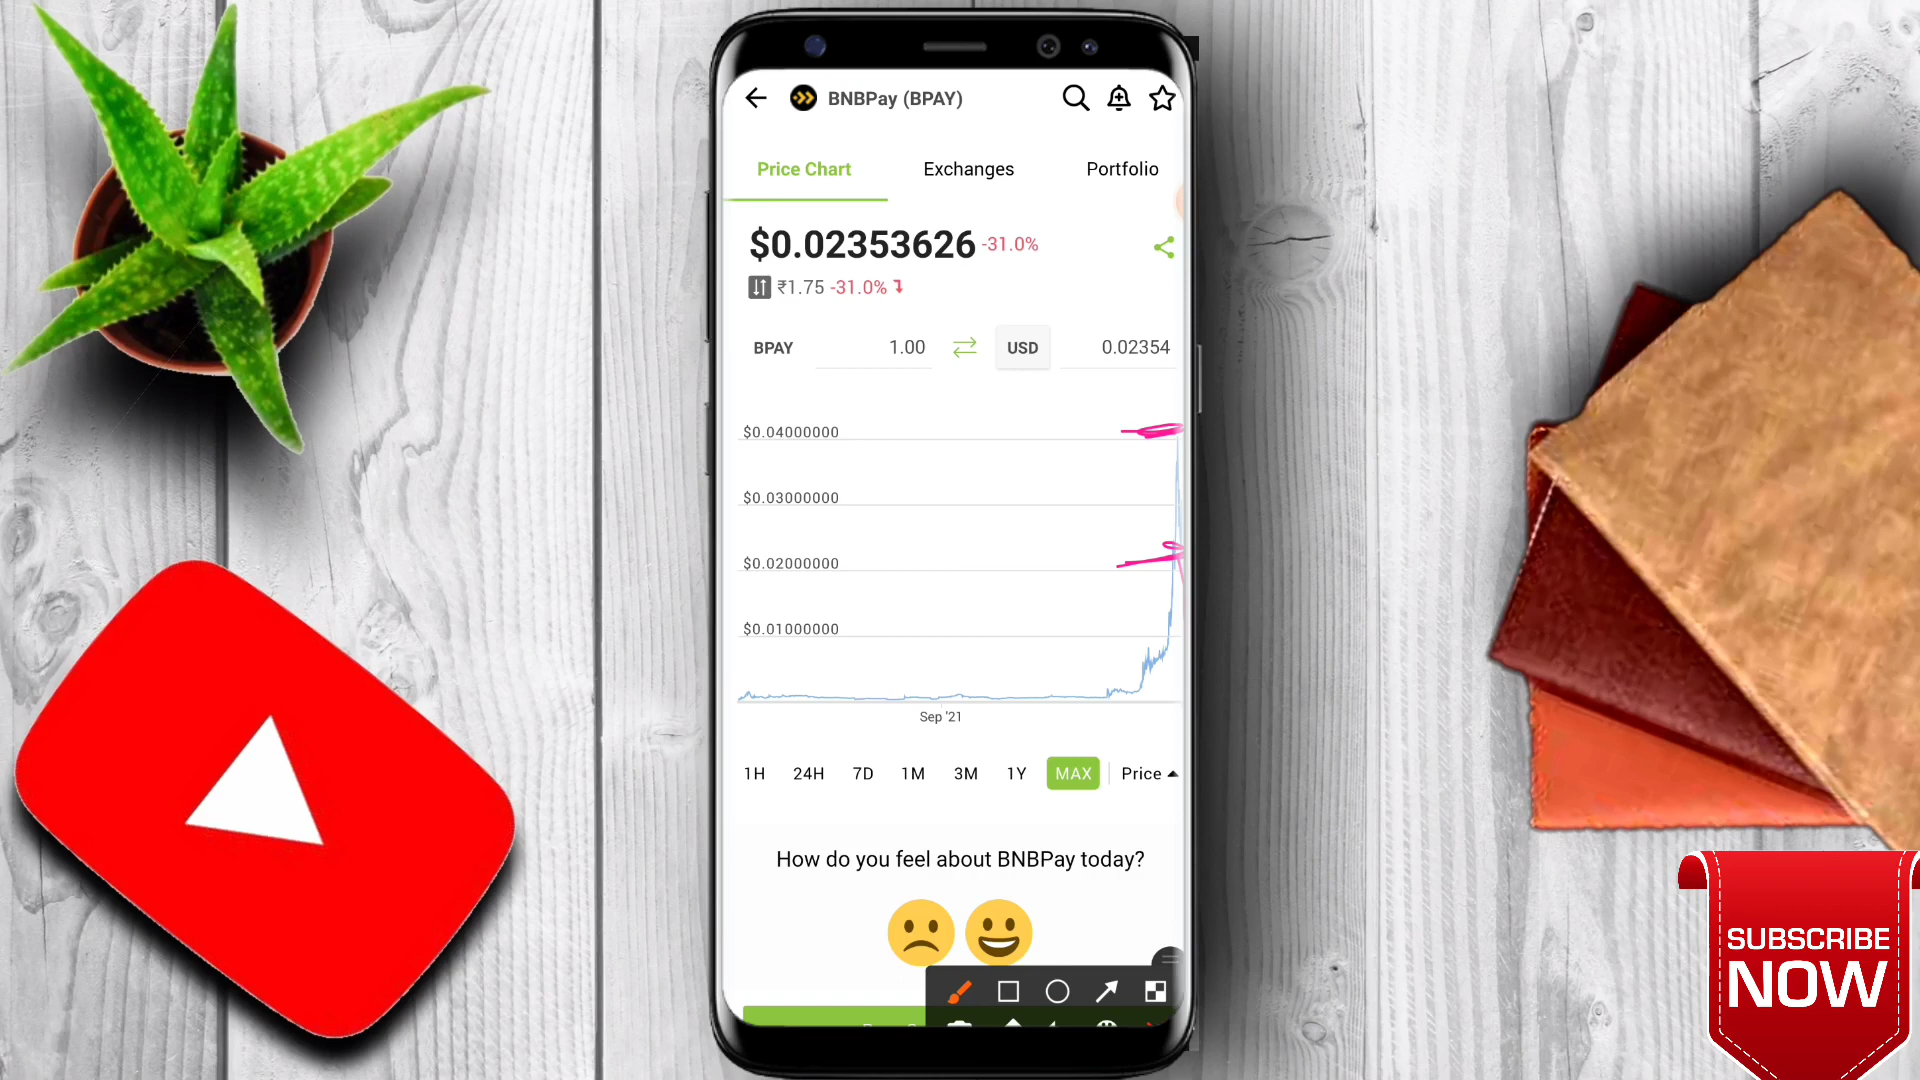 BNBPay (BPAY)
Price Chart Exchanges Portfolio
$0.02353626 -31.0%
₹1.75 -31.0%
BPAY 1.00 USD 0.02354
$0.04000000
$0.03000000
$0.02000000
$0.01000000
Sep '21
1H 24H 7D 1M 3M 1Y MAX Price
How do you feel about BNBPay today?
SUBSCRIBE
NOW